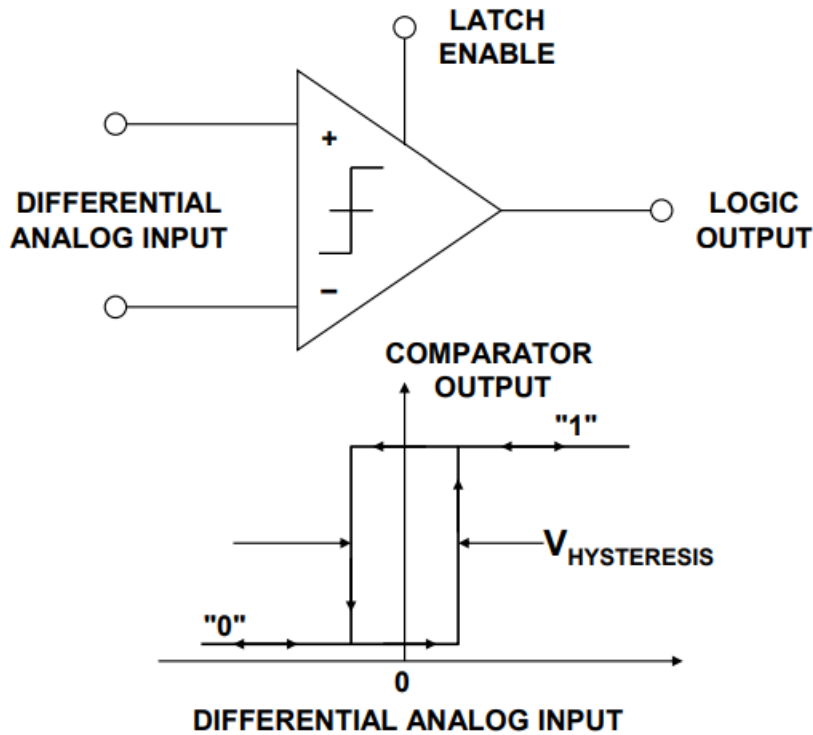 LATCH
ENABLE
+
DIFFERENTIAL
ANALOG INPUT
LOGIC
OUTPUT
−
COMPARATOR
OUTPUT
"1"
VHYSTERESIS
"0"
0
DIFFERENTIAL ANALOG INPUT